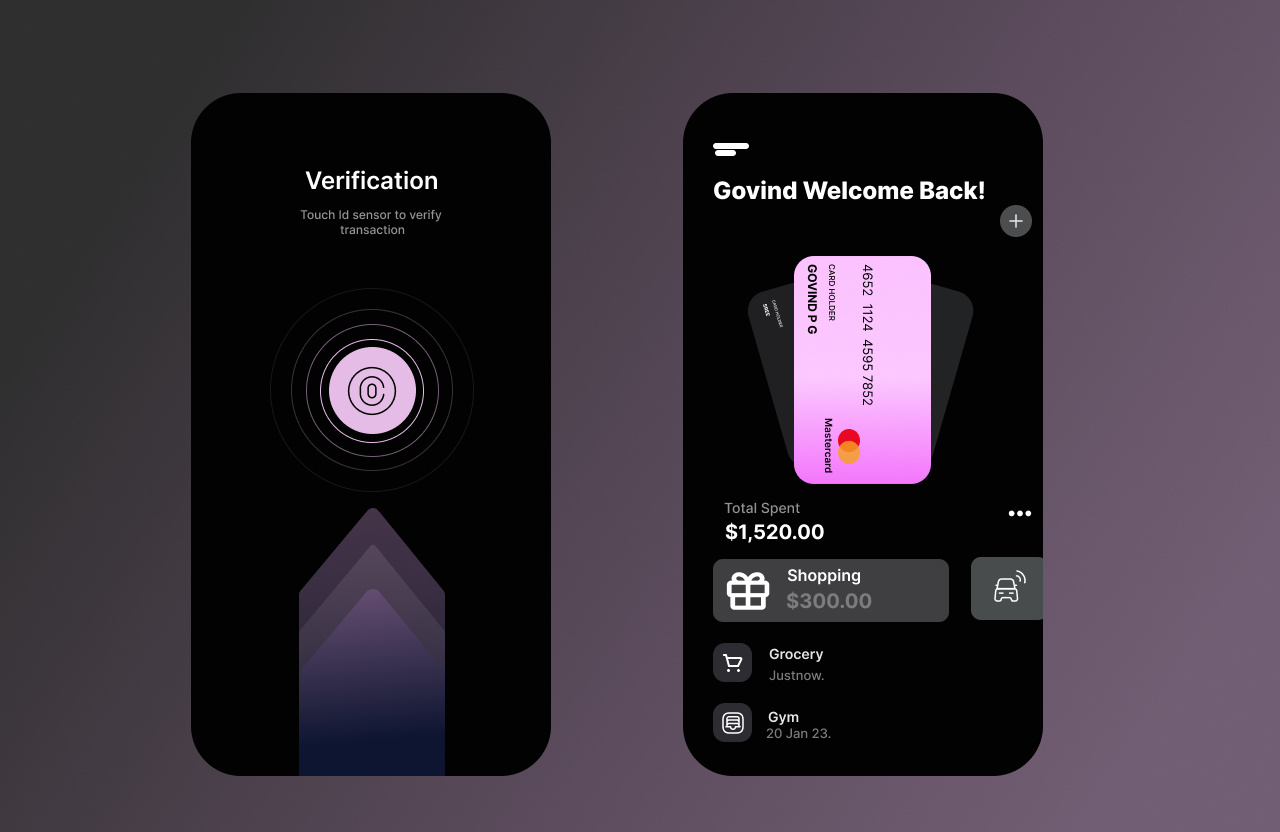 Verification
Touch Id sensor to verify
transaction
Govind Welcome Back!
4652 1124 4595 7852
CARD HOLDER
GOVIND P G
Mastercard
CARD HOLDER
Total Spent
$1,520.00
Shopping
$300.00
Grocery
Justnow.
Gym
20 Jan 23.